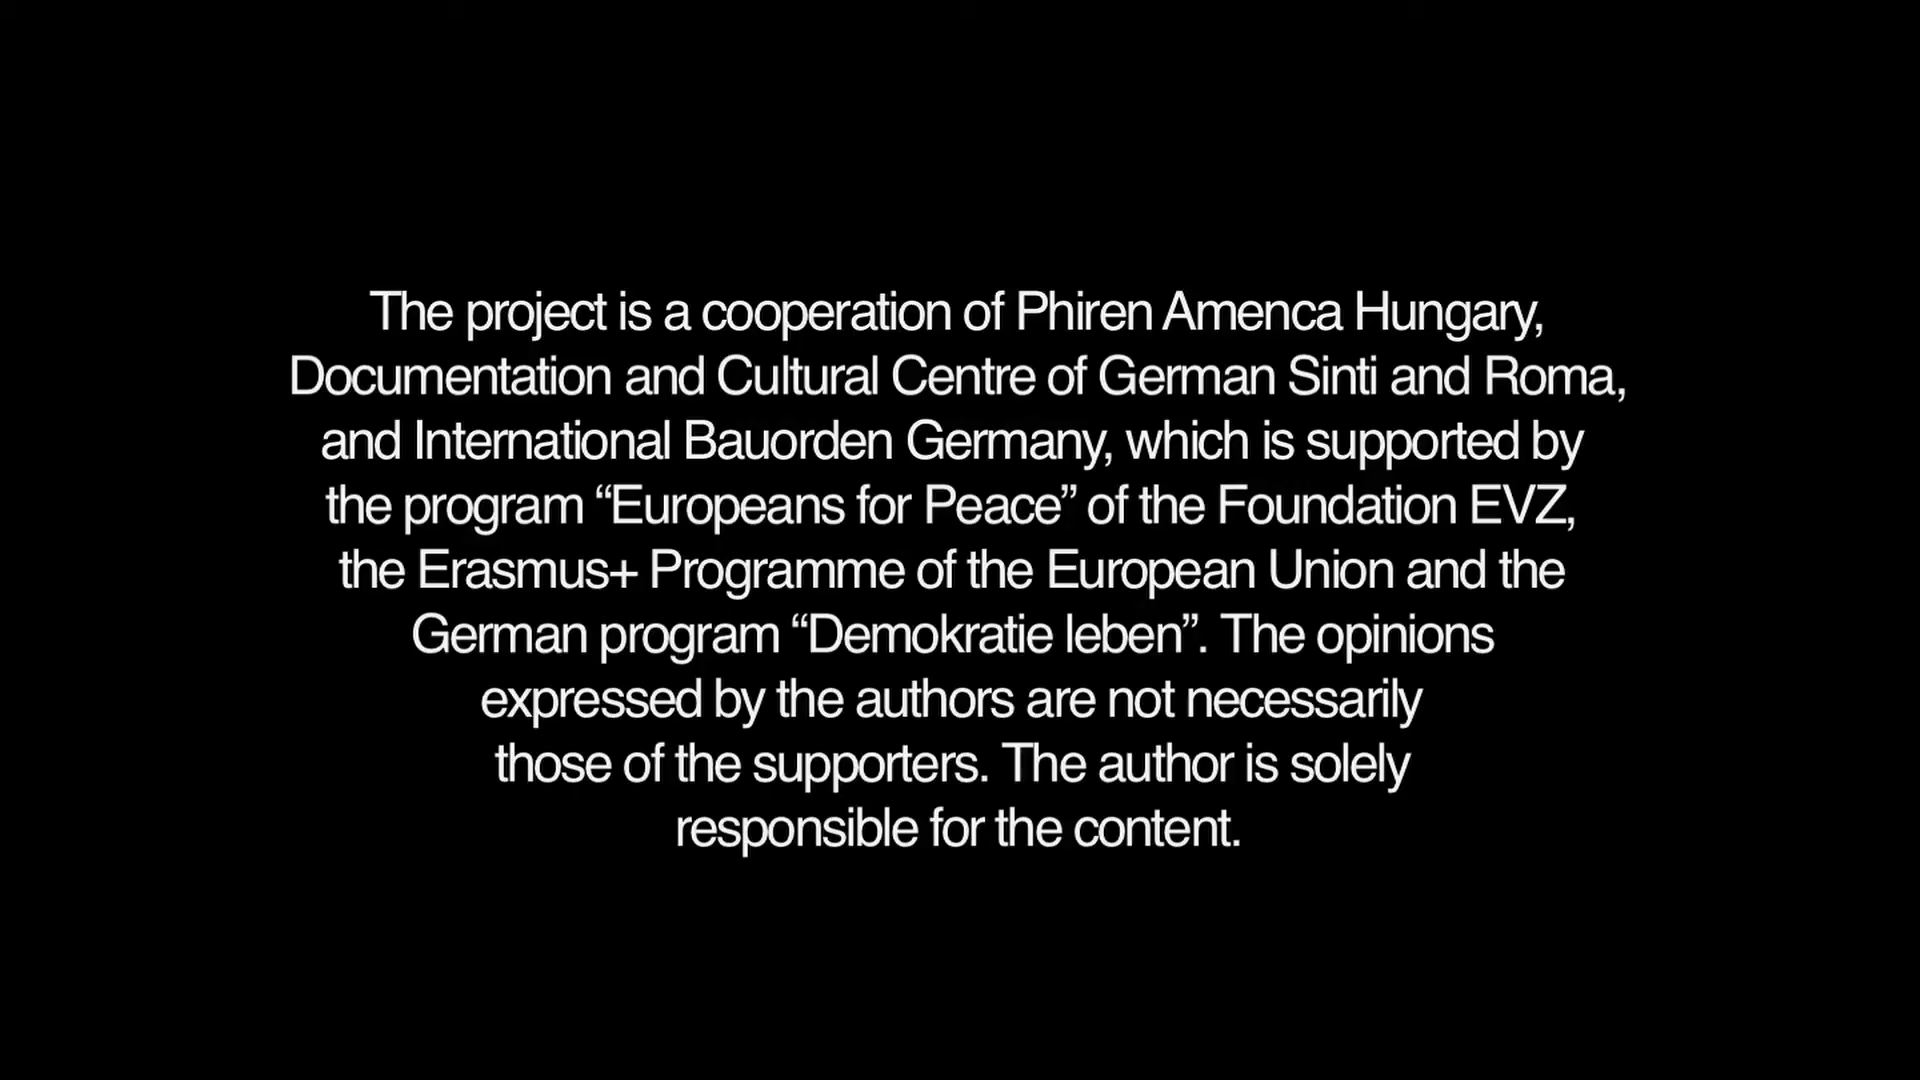 The project is a cooperation of Phiren Amenca Hungary,
Documentation and Cultural Centre of German Sinti and Roma,
and International Bauorden Germany, which is supported by
the program “Europeans for Peace” of the Foundation EVZ,
the Erasmus+ Programme of the European Union and the
German program “Demokratie leben”. The opinions
expressed by the authors are not necessarily
those of the supporters. The author is solely
responsible for the content.